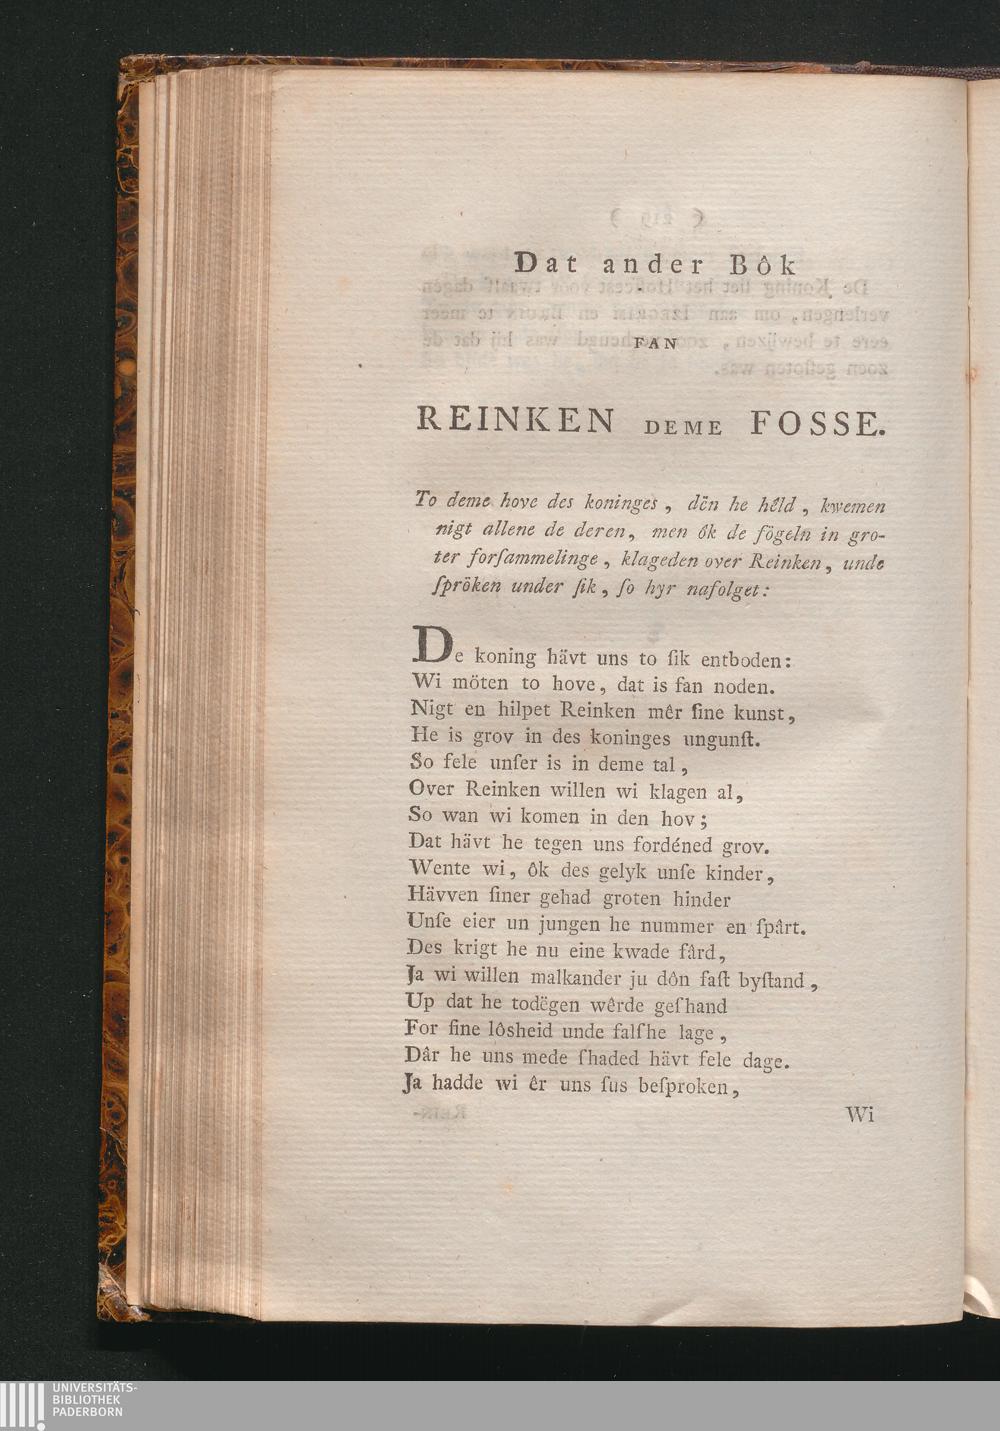 Dat ander Bôk
FAN
REINKEN DEME FOSSE.
To deme hove des koninges, dën he hêld, kwemen
nigt allene de deren, men ôk de fögeln in gro-
ter forſammelinge, klageden over Reinken, unde
ſpröken under ſik, ſo hyr nafolget:
De koning hävt uns to ſik entboden:
Wi möten to hove, dat is fan noden.
Nigt en hilpet Reinken mêr ſine kunst,
He is grov in des koninges ungunſt.
So fele unſer is in deme tal,
Over Reinken willen wi klagen al,
So wan wi komen in den hov;
Dat hävt he tegen uns fordéned grov.
Wente wi, ôk des gelyk unſe kinder,
Hävven ſiner gehad groten hinder
Unſe eier un jungen he nummer en ſpârt.
Des krigt he nu eine kwade fârd,
Ja wi willen malkander ju dôn faſt byſtand,
Up dat he todëgen wêrde geſhand
For ſine lôsheid unde falſhe lage,
Dâr he uns mede ſhaded hävt fele dage.
Ja hadde wi êr uns ſus beſproken,
Wi
UNIVERSITÄTS-
BIBLIOTHEK
PADERBORN